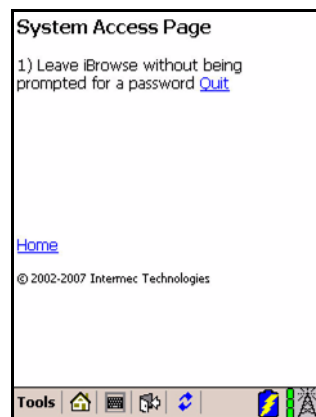 System Access Page
1) Leave iBrowse without being
prompted for a password Quit
Home
© 2002-2007 Intermec Technologies
Tools